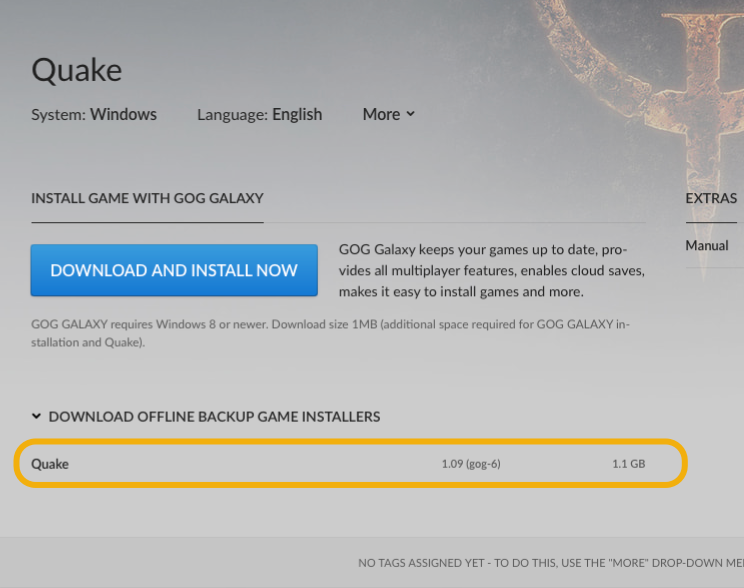 Quake
System: Windows Language: English More
INSTALL GAME WITH GOG GALAXY
EXTRAS
DOWNLOAD AND INSTALL NOW
GOG Galaxy keeps your games up to date, pro-
vides all multiplayer features, enables cloud saves,
makes it easy to install games and more.
Manual
GOG GALAXY requires Windows 8 or newer. Download size 1MB (additional space required for GOG GALAXY in-
stallation and Quake).
DOWNLOAD OFFLINE BACKUP GAME INSTALLERS
Quake 1.09 (gog-6) 1.1 GB
NO TAGS ASSIGNED YET - TO DO THIS, USE THE "MORE" DROP-DOWN